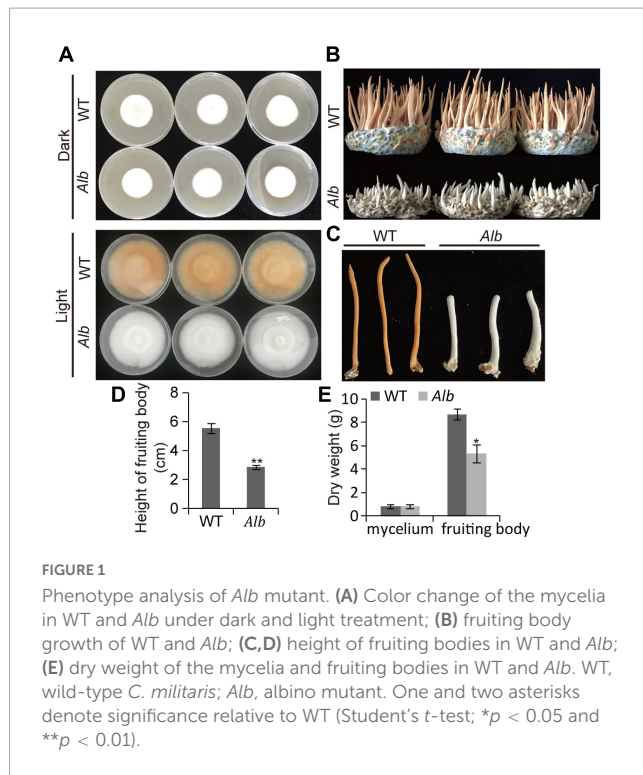 A
B
Dark
WT
Alb
WT
Alb
Light
WT
Alb
C
WT
Alb
D
Height of fruiting body
(cm)
8
6
4
2
0
**
WT
Alb
E
WT
Alb
Dry weight (g)
10
8
6
4
2
0
*
mycelium
fruiting body
FIGURE 1
Phenotype analysis of Alb mutant. (A) Color change of the mycelia
in WT and Alb under dark and light treatment; (B) fruiting body
growth of WT and Alb; (C,D) height of fruiting bodies in WT and Alb;
(E) dry weight of the mycelia and fruiting bodies in WT and Alb. WT,
wild-type C. militaris; Alb, albino mutant. One and two asterisks
denote significance relative to WT (Student's t-test; *p < 0.05 and
**p < 0.01).